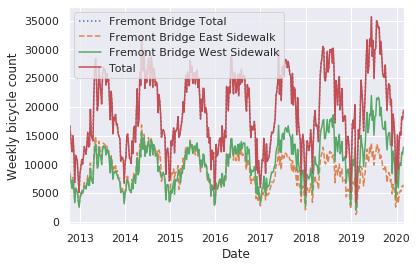 Fremont Bridge Total
Fremont Bridge East Sidewalk
Fremont Bridge West Sidewalk
Total
35000
30000
25000
20000
15000
10000
5000
0
Weekly bicycle count
2013 2014 2015 2016 2017 2018 2019 2020
Date